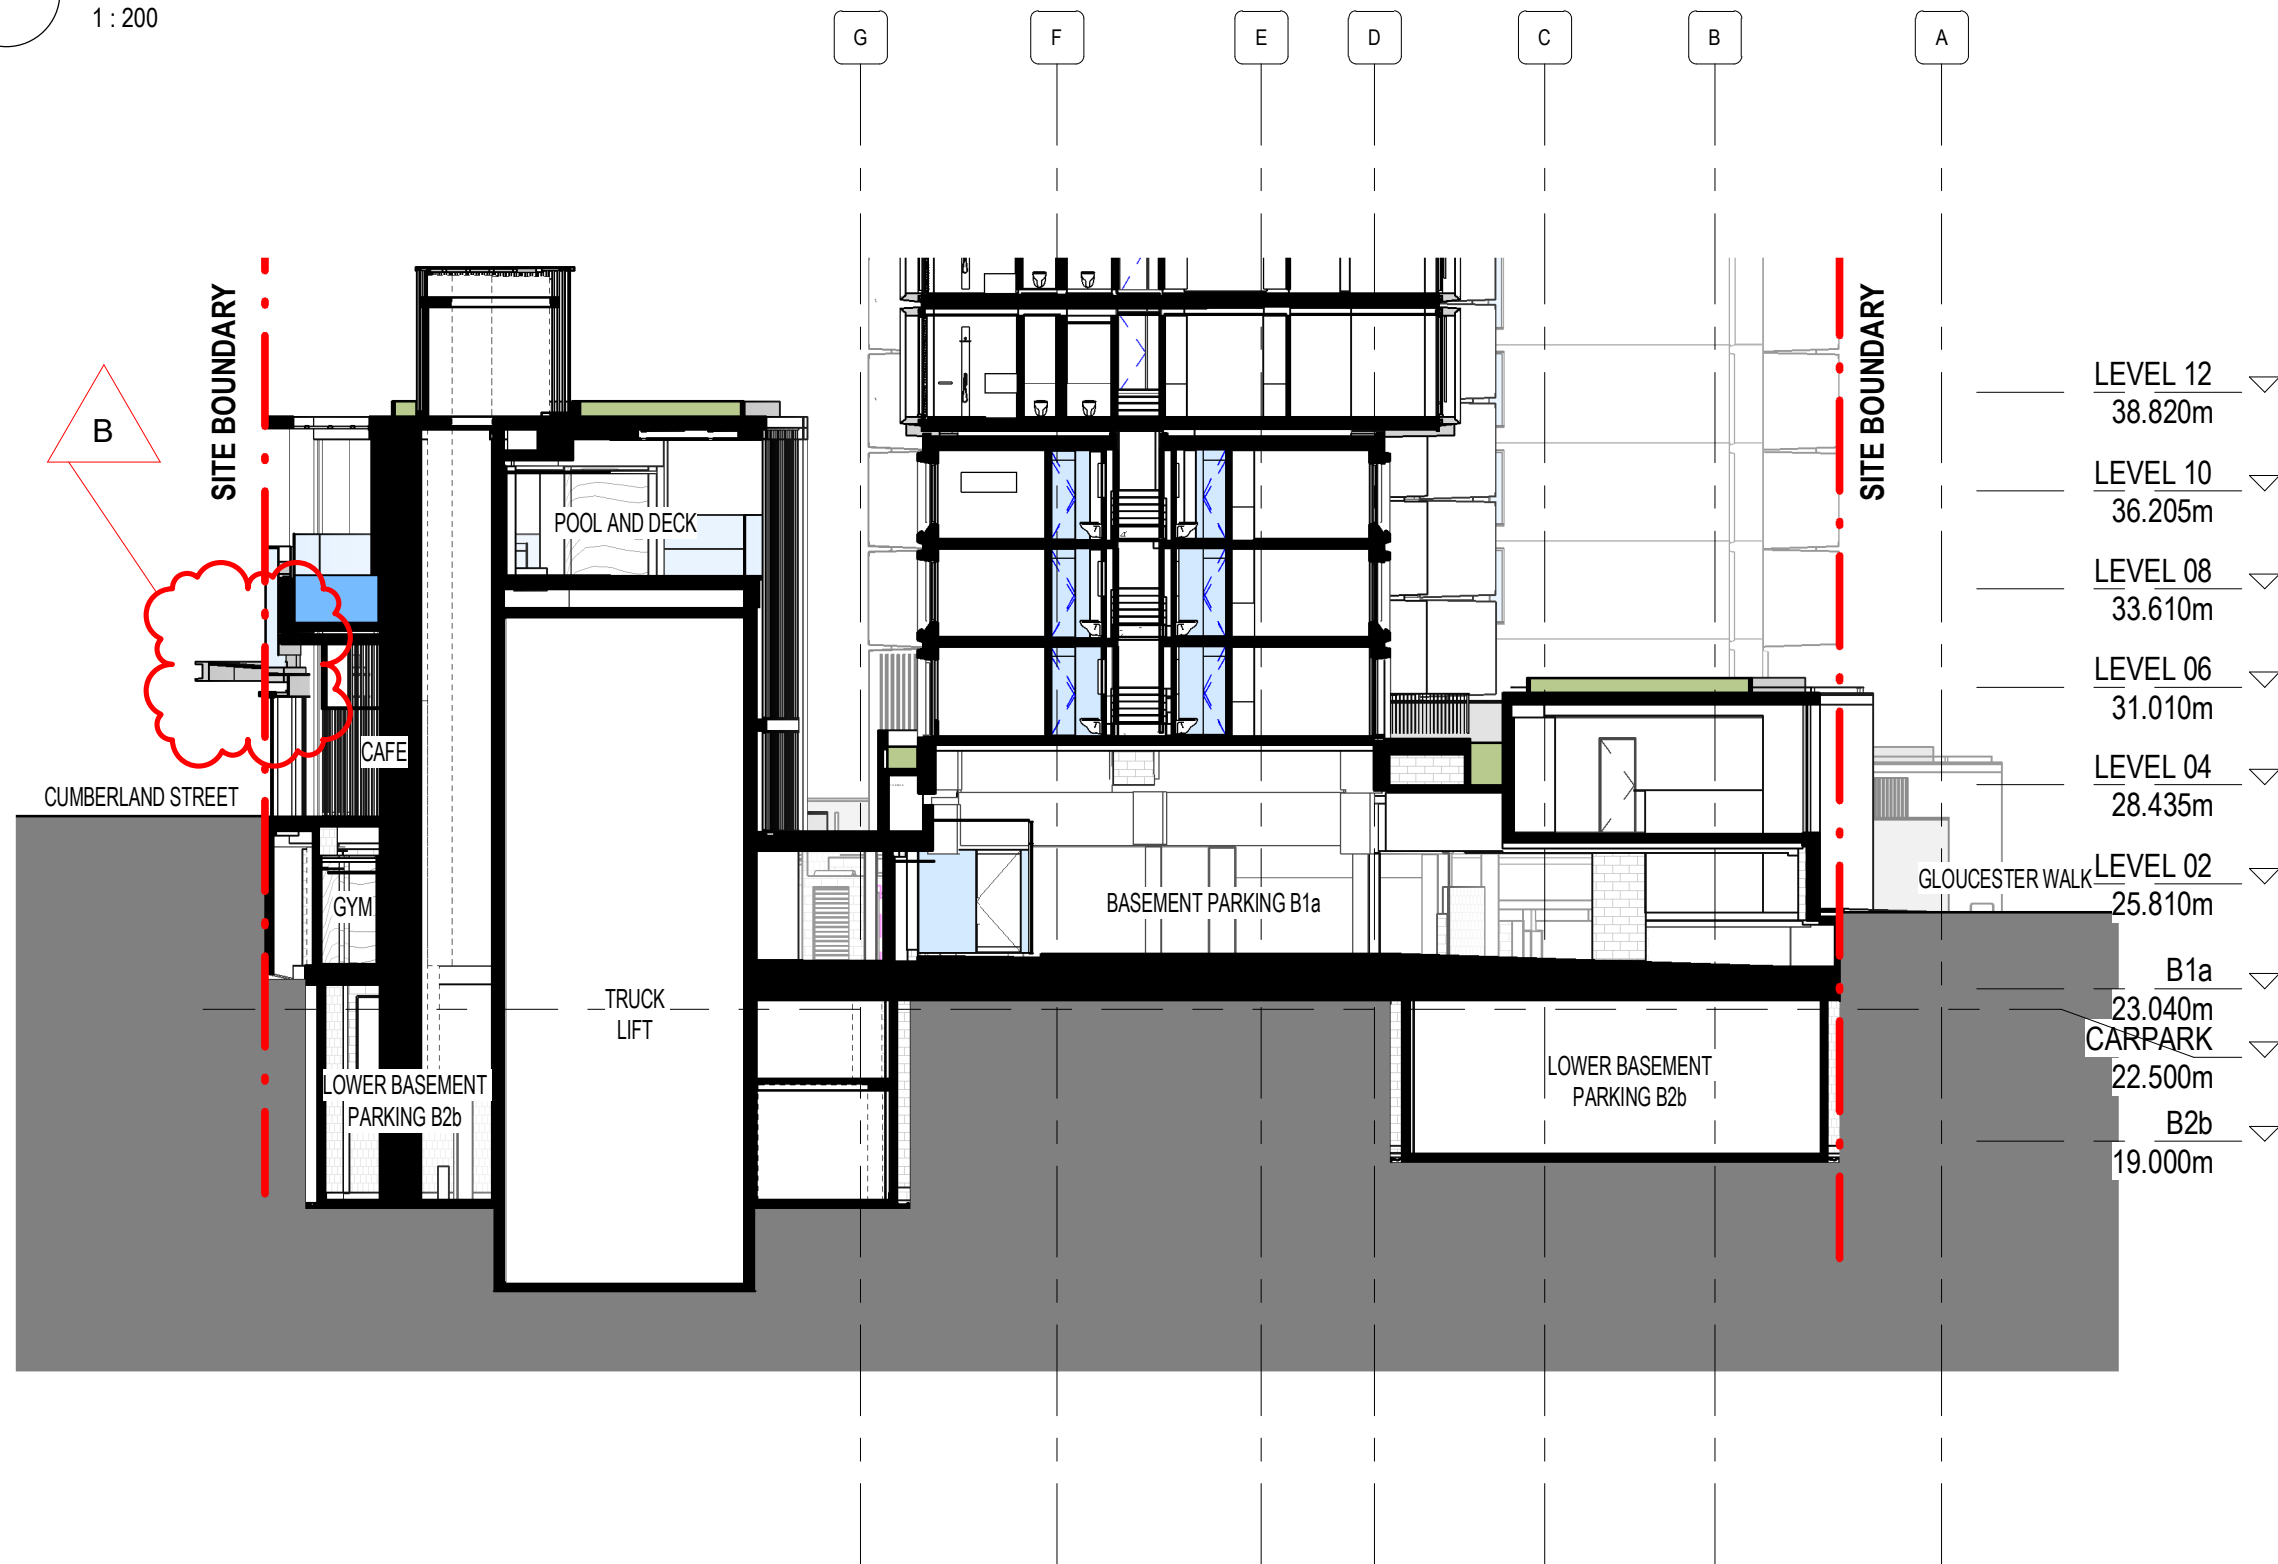 1 : 200
G
F
E
D
C
B
A
SITE BOUNDARY
SITE BOUNDARY
B
LEVEL 12
38.820m
LEVEL 10
36.205m
POOL AND DECK
LEVEL 08
33.610m
LEVEL 06
31.010m
CAFE
CUMBERLAND STREET
LEVEL 04
28.435m
GYM
BASEMENT PARKING B1a
GLOUCESTER WALK
LEVEL 02
25.810m
B1a
23.040m
TRUCK
LIFT
CARPARK
22.500m
LOWER BASEMENT
PARKING B2b
LOWER BASEMENT
PARKING B2b
B2b
19.000m